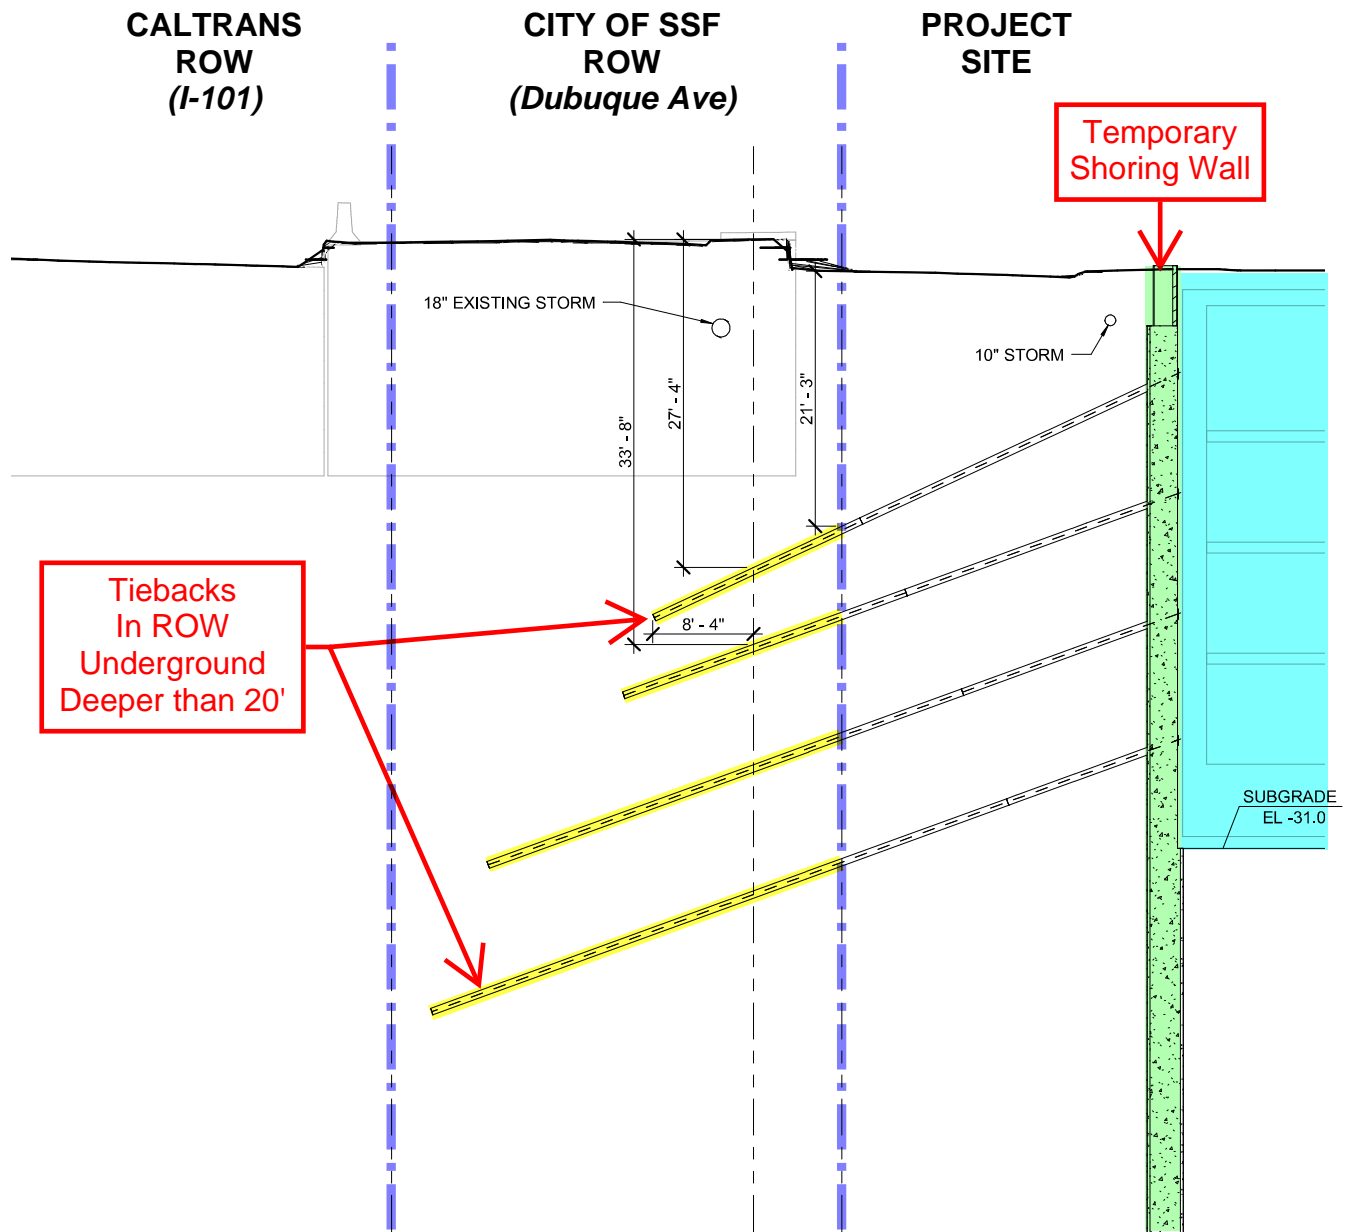 CALTRANS
ROW
(I-101)
CITY OF SSF
ROW
(Dubuque Ave)
PROJECT
SITE
Temporary
Shoring Wall
18" EXISTING STORM
10" STORM
33' - 8"
27' - 4"
21' - 3"
8' - 4"
Tiebacks
In ROW
Underground
Deeper than 20'
SUBGRADE
EL -31.0